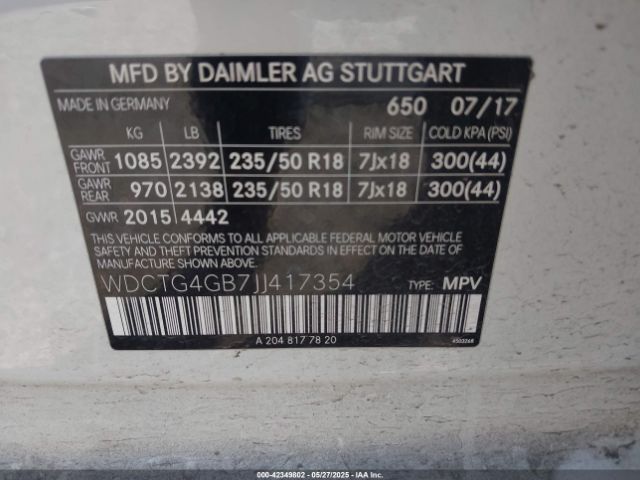 MFD BY DAIMLER AG STUTTGART
MADE IN GERMANY 650 07/17
KG LB TIRES RIM SIZE COLD KPA(PSI)
GAWR FRONT 1085 2392 235/50 R18 7Jx18 300(44)
GAWR REAR 970 2138 235/50 R18 7Jx18 300(44)
GVWR 2015 4442
THIS VEHICLE CONFORMS TO ALL APPLICABLE FEDERAL MOTOR VEHICLE
SAFETY AND THEFT PREVENTION STANDARDS IN EFFECT ON THE DATE
OF MANUFACTURE SHOWN ABOVE.
WDCTG4GB7JJ417354 TYPE: MPV
A 204 817 78 20 4503268
000-42349802 - 05/27/2025 - IAAI.COM